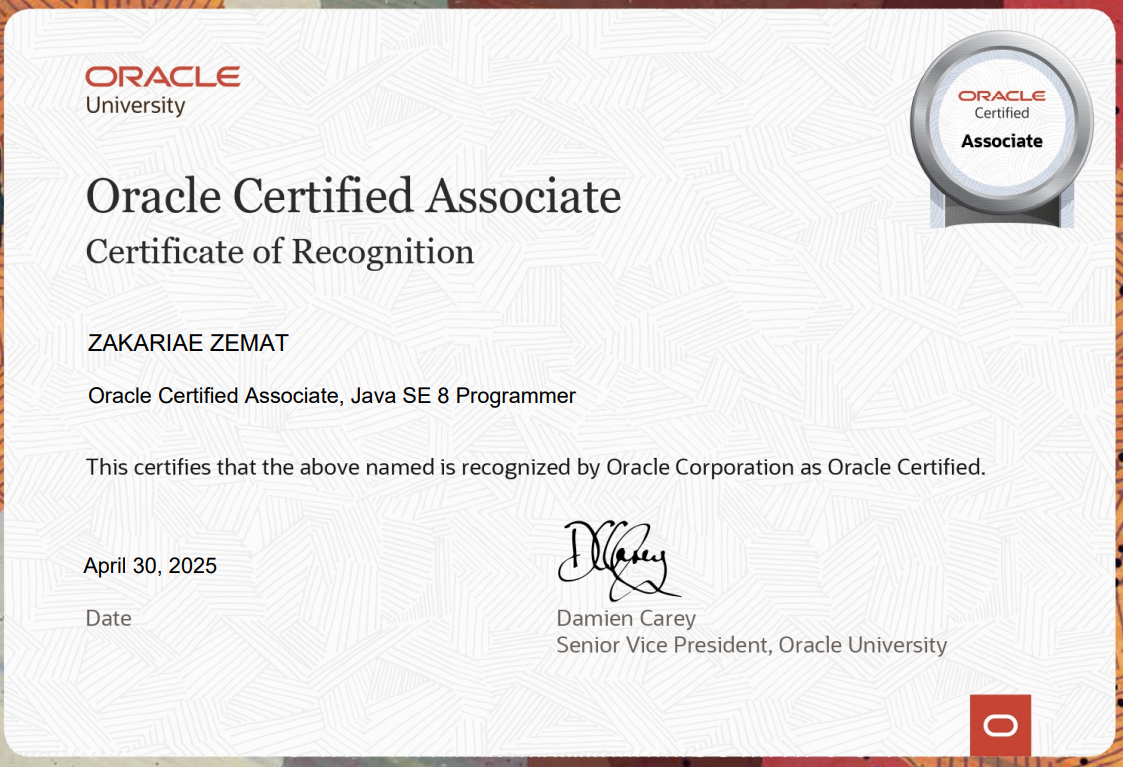 ORACLE
University
ORACLE
Certified
Associate
Oracle Certified Associate
Certificate of Recognition
ZAKARIAE ZEMAT
Oracle Certified Associate, Java SE 8 Programmer
This certifies that the above named is recognized by Oracle Corporation as Oracle Certified.
April 30, 2025
Date
DCarey
Damien Carey
Senior Vice President, Oracle University